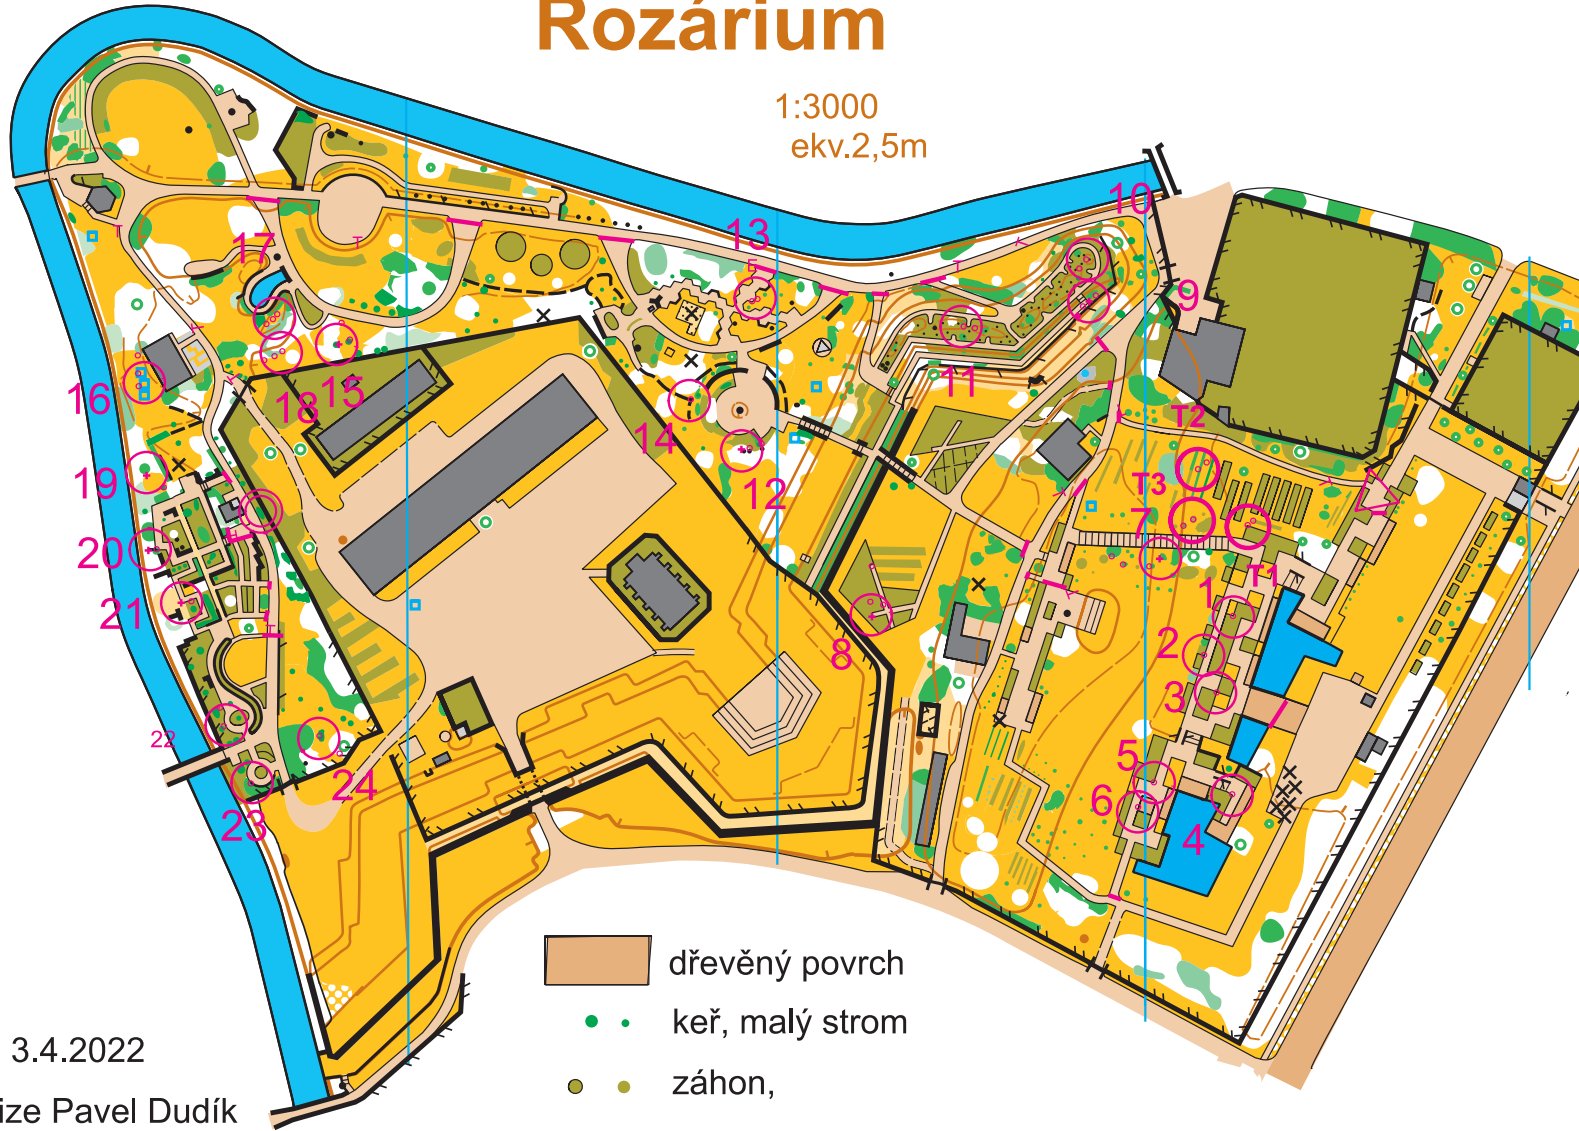 Rozárium
1:3000
ekv.2,5m
10
13
17
9
16
18
15
11
T2
14
T3
19
12
7
20
T1
1
21
2
8
3
22
5
24
6
23
4
dřevěný povrch
keř, malý strom
3.4.2022
záhon,
ize Pavel Dudík